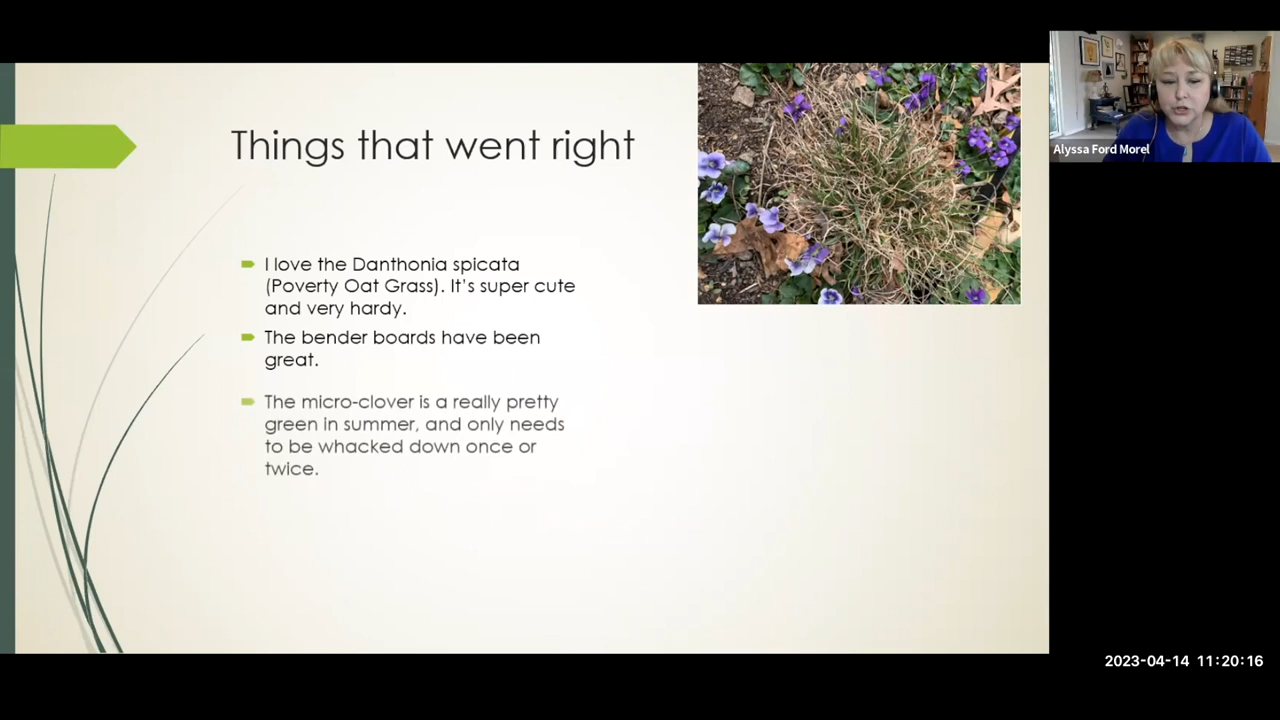 Things that went right
I love the Danthonia spicata
(Poverty Oat Grass). It's super cute
and very hardy.
The bender boards have been
great.
The micro-clover is a really pretty
green in summer, and only needs
to be whacked down once or
twice.
Alyssa Ford Morel
2023-04-14 11:20:16